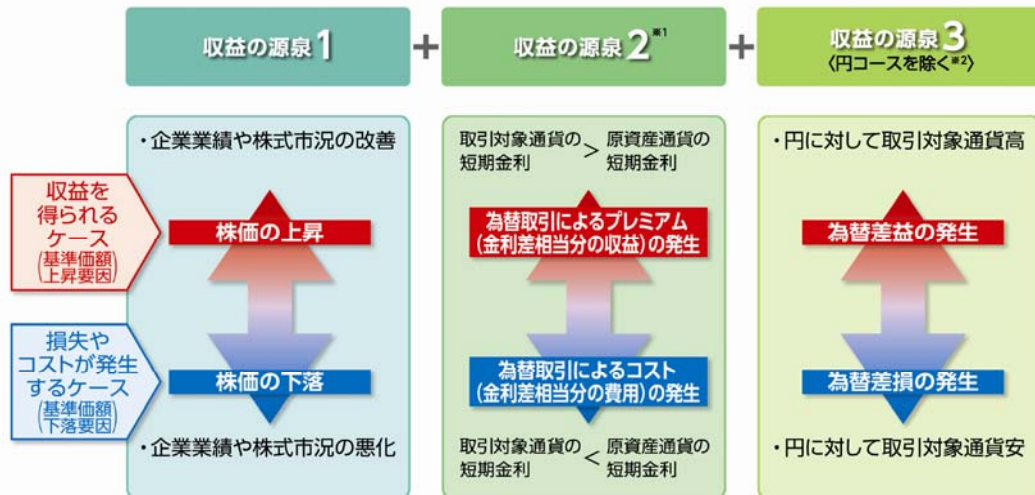 収益の源泉1
+
収益の源泉2※1
+
収益の源泉3
〈円コースを除く※2〉
・企業業績や株式市況の改善
取引対象通貨の
短期金利
>
原資産通貨の
短期金利
・円に対して取引対象通貨高
収益を
得られる
ケース
(基準価額
上昇要因)
株価の上昇
為替取引によるプレミアム
(金利差相当分の収益)の発生
為替差益の発生
損失や
コストが発生
するケース
(基準価額
下落要因)
株価の下落
為替取引によるコスト
(金利差相当分の費用)の発生
為替差損の発生
・企業業績や株式市況の悪化
取引対象通貨の
短期金利
<
原資産通貨の
短期金利
・円に対して取引対象通貨安